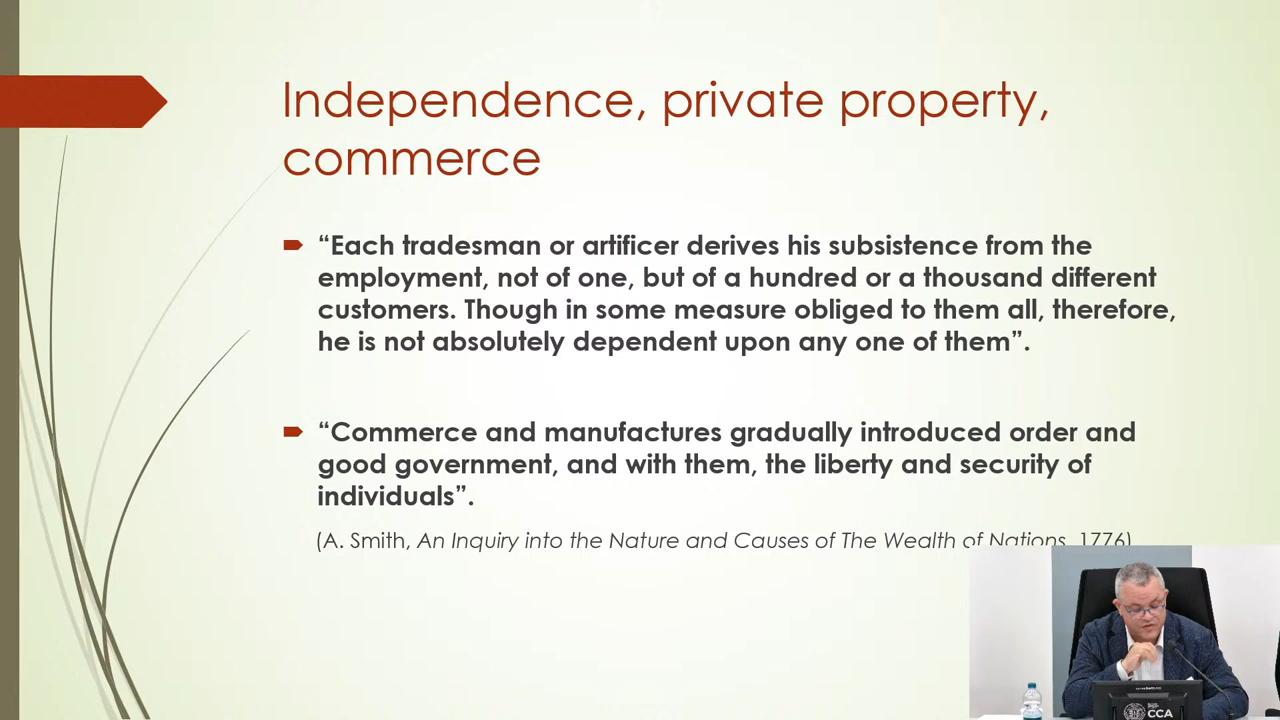 Independence, private property,
commerce
“Each tradesman or artificer derives his subsistence from the
employment, not of one, but of a hundred or a thousand different
customers. Though in some measure obliged to them all, therefore,
he is not absolutely dependent upon any one of them”.
“Commerce and manufactures gradually introduced order and
good government, and with them, the liberty and security of
individuals”.
(A. Smith, An Inquiry into the Nature and Causes of The Wealth of Nations, 1776)
CCA